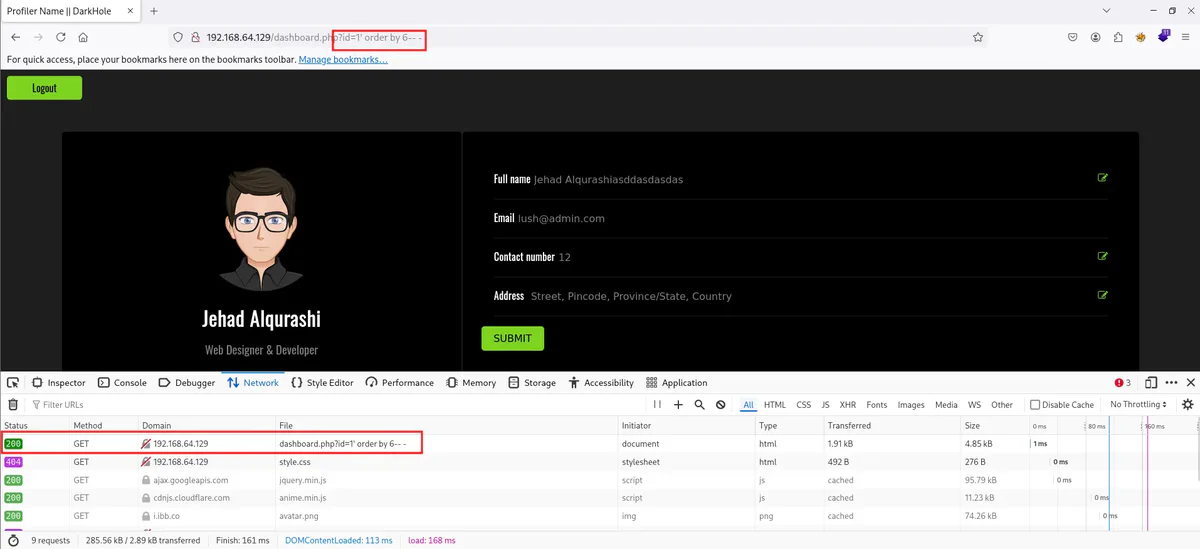 Profiler Name || DarkHole
192.168.64.129/dashboard.php?id=1' order by 6-- -
For quick access, place your bookmarks here on the bookmarks toolbar. Manage bookmarks…
Logout
Jehad Alqurashi
Web Designer & Developer
Full name Jehad Alqurashiasddasdasdas
Email lush@admin.com
Contact number 12
Address Street, Pincode, Province/State, Country
SUBMIT
Inspector Console Debugger Network Style Editor Performance Memory Storage Accessibility Application 3
Filter URLs All HTML CSS JS XHR Fonts Images Media WS Other Disable Cache No Throttling
Status Method Domain File Initiator Type Transferred Size 0 ms 80 ms 160 ms
200 GET 192.168.64.129 dashboard.php?id=1' order by 6-- - document html 1.91 kB 4.85 kB 1 ms
404 GET 192.168.64.129 style.css stylesheet html 492 B 276 B 0 ms
200 GET ajax.googleapis.com jquery.min.js script js cached 95.79 kB 0 ms
200 GET cdnjs.cloudflare.com anime.min.js script js cached 11.23 kB 0 ms
200 GET i.ibb.co avatar.png img png cached 74.26 kB 0 ms
9 requests 285.56 kB / 2.89 kB transferred Finish: 161 ms DOMContentLoaded: 113 ms load: 168 ms